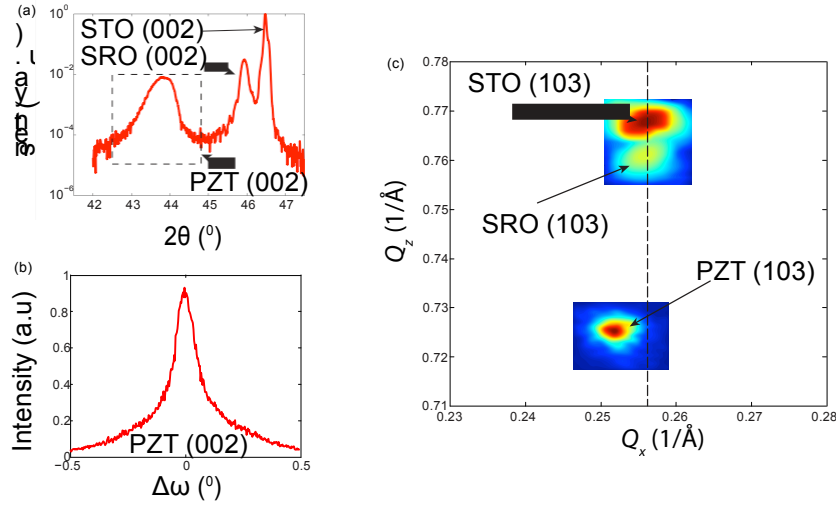 (a)
10⁰
10⁻²
10⁻⁴
10⁻⁶
STO (002)
SRO (002)
PZT (002)
42 43 44 45 46 47
2θ (⁰)
(b)
Intensity (a.u)
1
0.8
0.6
0.4
0.2
0
PZT (002)
-0.5 0 0.5
Δω (⁰)
(c)
Q_z (1/Å)
0.78
0.77
0.76
0.75
0.74
0.73
0.72
0.71
STO (103)
SRO (103)
PZT (103)
0.23 0.24 0.25 0.26 0.27 0.28
Q_x (1/Å)